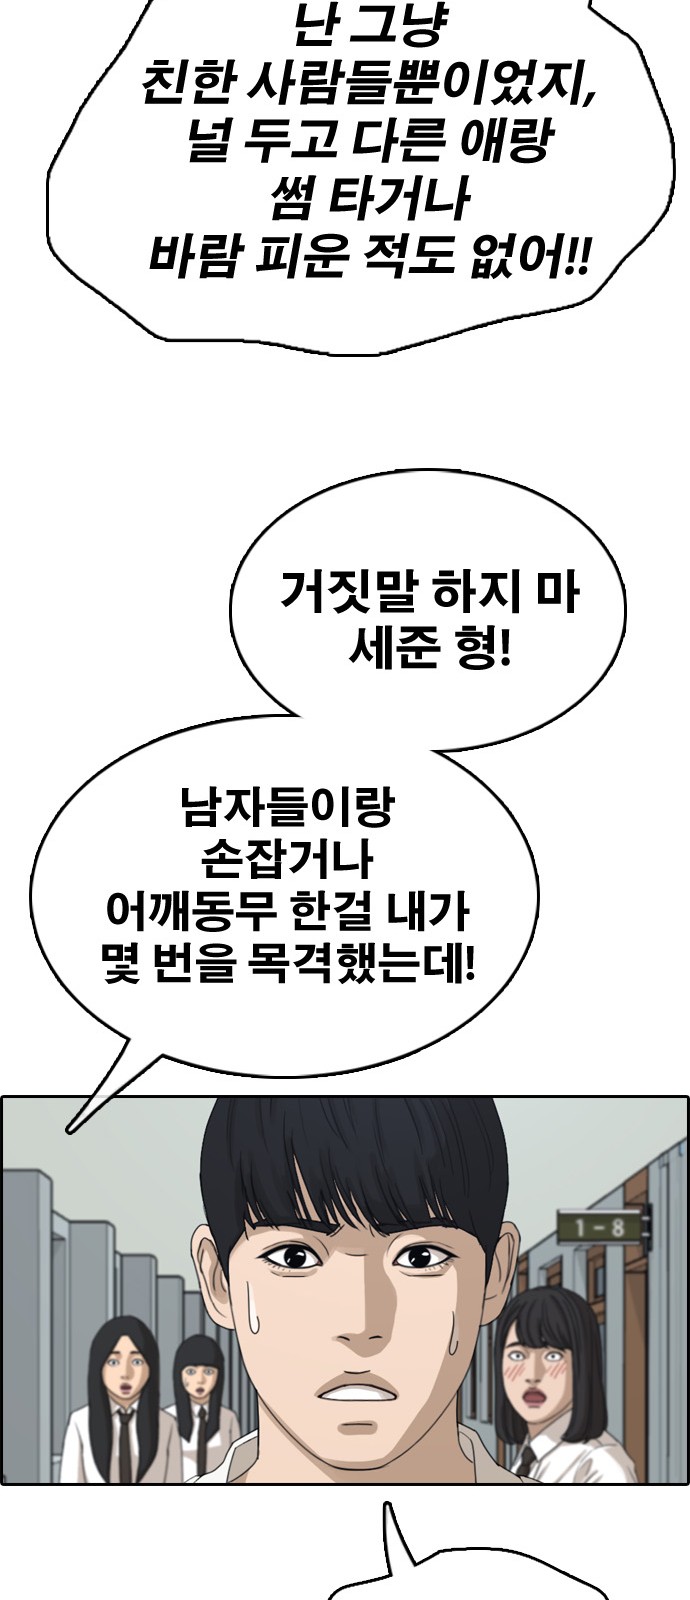 난 그냥
친한 사람들뿐이었지,
널 두고 다른 애랑
썸 타거나
바람 피운 적도 없어!!
거짓말 하지 마
세준 형!
남자들이랑
손잡거나
어깨동무 한걸 내가
몇 번을 목격했는데!
1-8